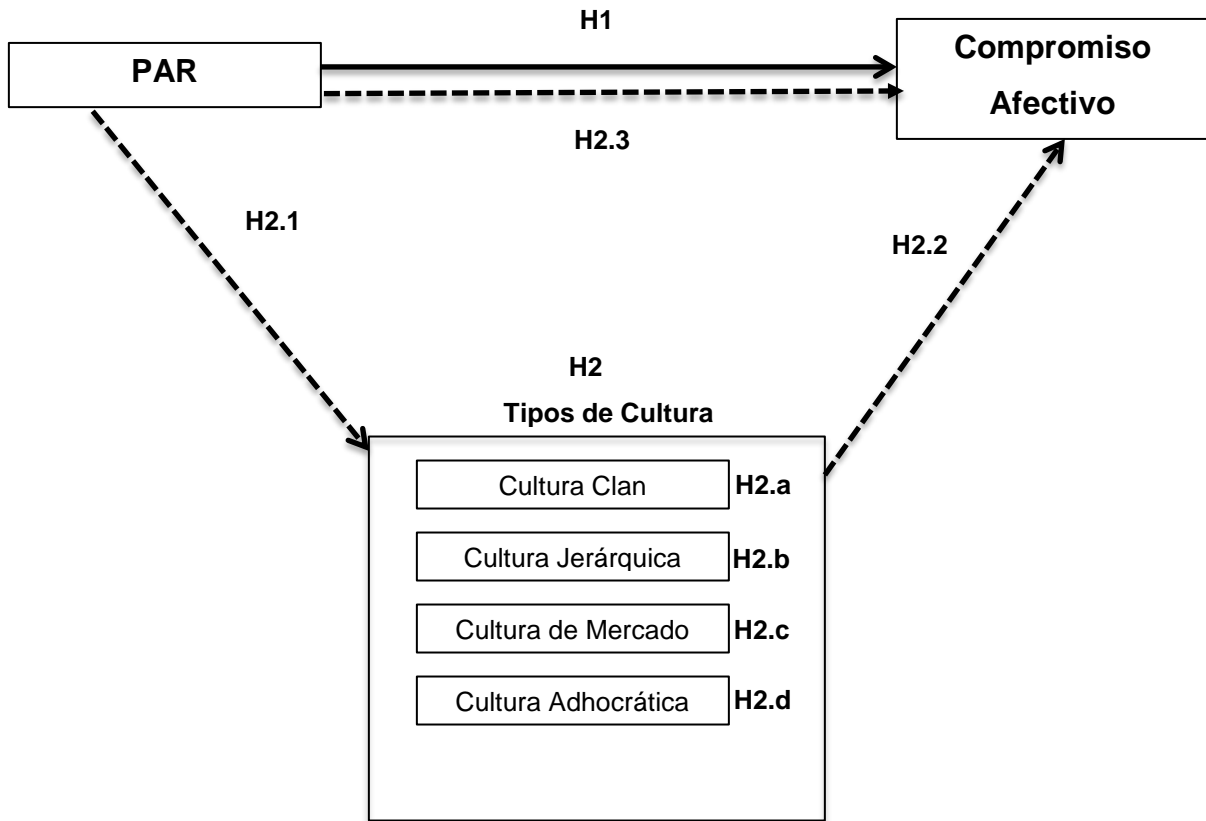 H1
PAR
Compromiso
Afectivo
H2.3
H2.1
H2.2
H2
Tipos de Cultura
Cultura Clan H2.a
Cultura Jerárquica H2.b
Cultura de Mercado H2.c
Cultura Adhocrática H2.d